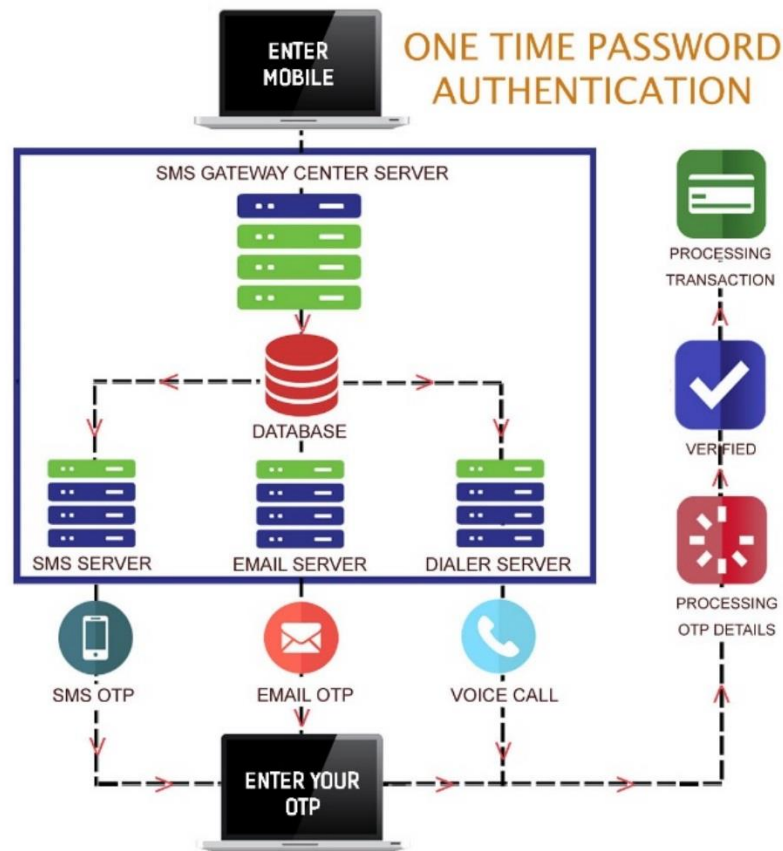 ENTER
MOBILE
ONE TIME PASSWORD
AUTHENTICATION
SMS GATEWAY CENTER SERVER
DATABASE
SMS SERVER
EMAIL SERVER
DIALER SERVER
SMS OTP
EMAIL OTP
VOICE CALL
ENTER YOUR
OTP
PROCESSING
TRANSACTION
VERIFIED
PROCESSING
OTP DETAILS